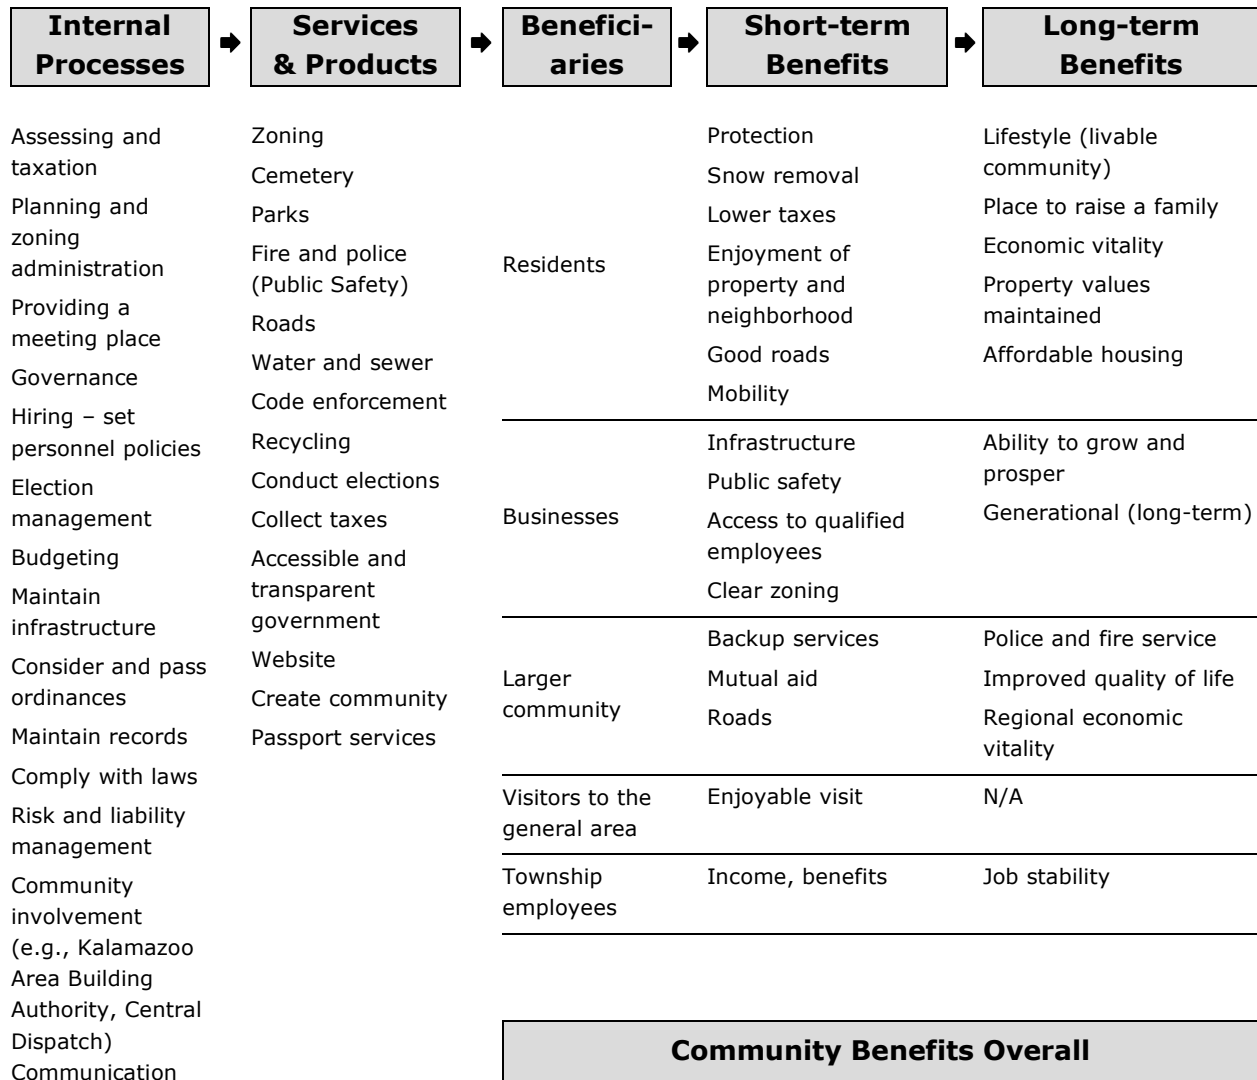 Internal
Processes
Services
& Products
Benefici-
aries
Short-term
Benefits
Long-term
Benefits
Assessing and
taxation
Planning and
zoning
administration
Providing a
meeting place
Governance
Hiring – set
personnel policies
Election
management
Budgeting
Maintain
infrastructure
Consider and pass
ordinances
Maintain records
Comply with laws
Risk and liability
management
Community
involvement
(e.g., Kalamazoo
Area Building
Authority, Central
Dispatch)
Communication
Zoning
Cemetery
Parks
Fire and police
(Public Safety)
Roads
Water and sewer
Code enforcement
Recycling
Conduct elections
Collect taxes
Accessible and
transparent
government
Website
Create community
Passport services
Residents
Protection
Snow removal
Lower taxes
Enjoyment of
property and
neighborhood
Good roads
Mobility
Lifestyle (livable
community)
Place to raise a family
Economic vitality
Property values
maintained
Affordable housing
Businesses
Infrastructure
Public safety
Access to qualified
employees
Clear zoning
Ability to grow and
prosper
Generational (long-term)
Larger
community
Backup services
Mutual aid
Roads
Police and fire service
Improved quality of life
Regional economic
vitality
Visitors to the
general area
Enjoyable visit
N/A
Township
employees
Income, benefits
Job stability
Community Benefits Overall